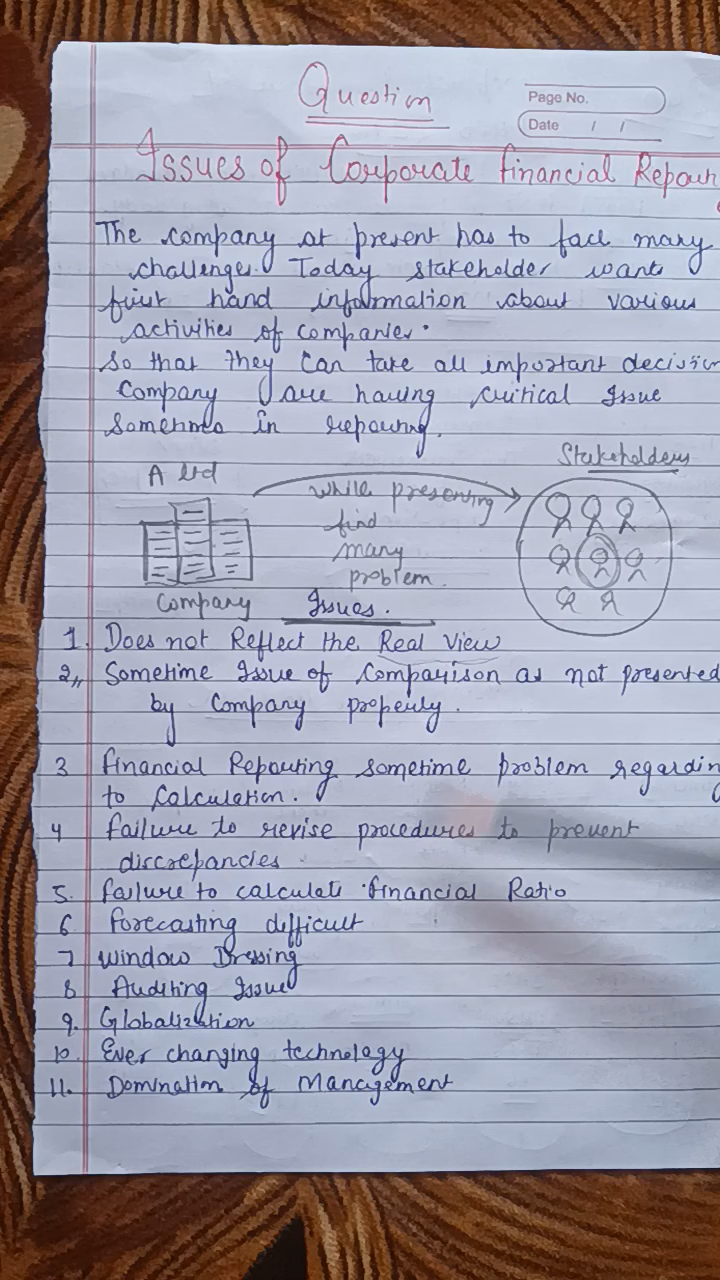 Question
Page No.
Date / /
Issues of Corporate financial Repour
The company at present has to face many
challenges. Today stakeholder wants
first hand information about various
activities of companies.
so that they can take all important decision
Company are having critical Issue
sometimes in repouring.
Stakeholders
A ltd
while presenting
find
many
problem.
Company Issues.
1. Does not Reflect the Real View
2,, Sometime Issue of comparison as not presented
by Company properly.
3 financial Reporting sometime problem regardin
to Calculation.
4 failure to revise procedures to prevent
discrepancies
5. failure to calculate financial Ratio
6 forecasting difficult
7 Window Dressing
8 Auditing Issue
9. Globalization
10. Ever changing technology
11. Domination of Management